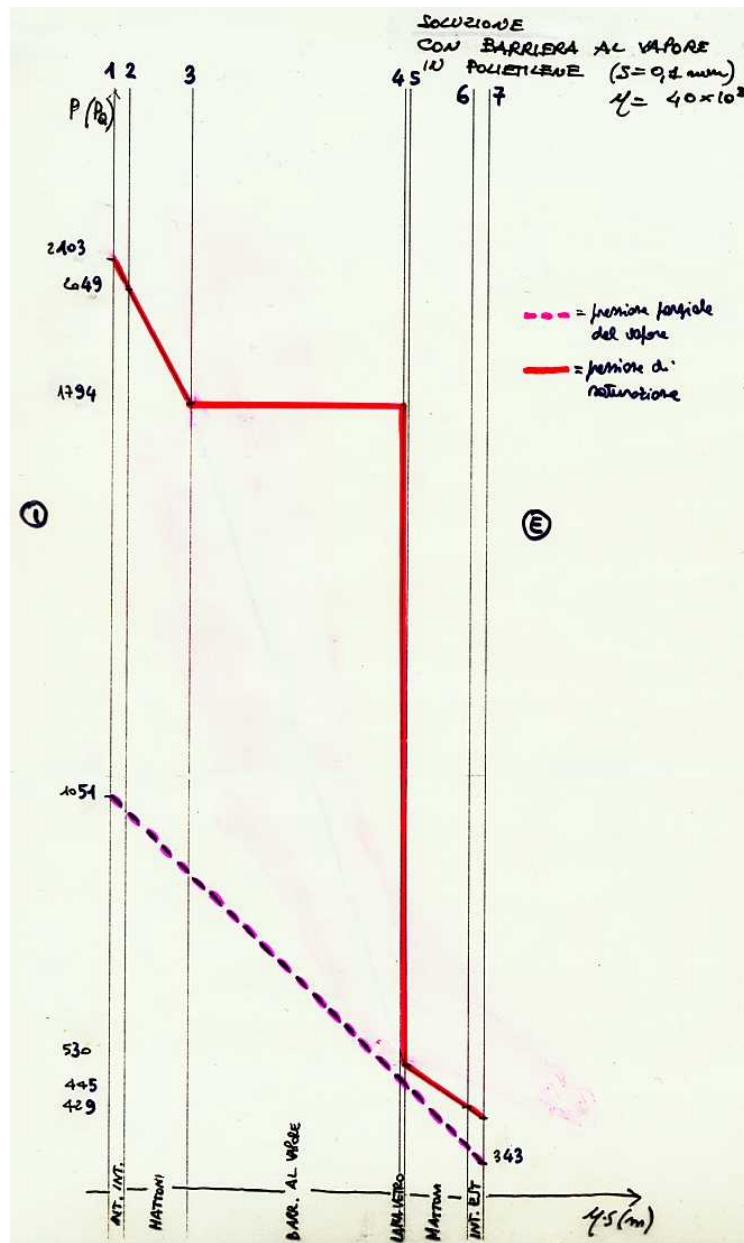 SOLUZIONE
CON BARRIERA AL VAPORE
IN POLIETILENE (S=0,1 mm)
μ= 40×10³
1 2 3 4 5 6 7
P (Pa)
2103
2049
= pressione parziale
del vapore
1794
= pressione di
saturazione
I
E
1051
530
445
429
343
INT. INT.
MATTONI
BARR. AL VAPORE
LANA VETRO
MATTONI
INT. EST
μ·S (m)